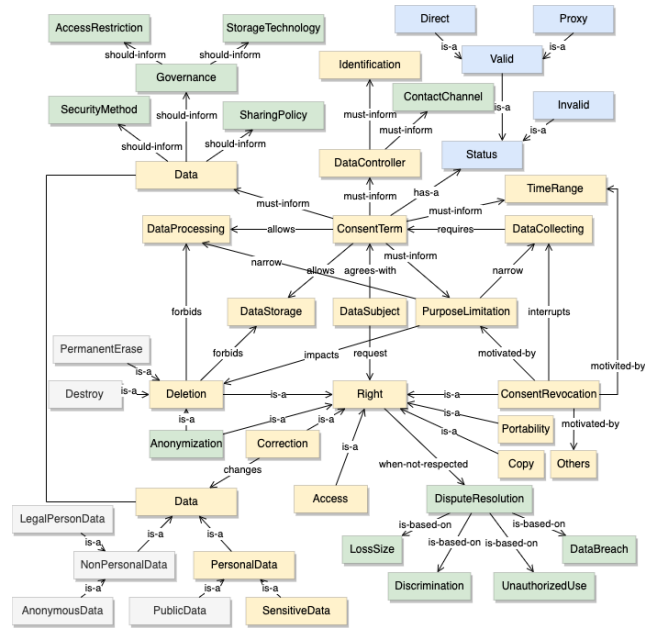 Direct
Proxy
AccessRestriction
StorageTechnology
is-a
is-a
should-inform
should-inform
Identification
Valid
Governance
ContactChannel
SecurityMethod
should-inform
SharingPolicy
must-inform
is-a
Invalid
must-inform
is-a
should-inform
should-inform
DataController
Status
Data
must-inform
has-a
TimeRange
must-inform
must-inform
DataProcessing
allows
ConsentTerm
requires
DataCollecting
must-inform
narrow
allows
agrees-with
narrow
forbids
DataStorage
DataSubject
PurposeLimitation
interrupts
PermanentErase
forbids
impacts
request
motivated-by
motivited-by
is-a
Destroy
is-a
Deletion
is-a
Right
is-a
ConsentRevocation
is-a
is-a
is-a
is-a
motivated-by
Portability
Anonymization
Correction
is-a
is-a
changes
when-not-respected
Copy
Others
Data
Access
DisputeResolution
LegalPersonData
is-a
is-a
is-a
is-based-on
is-based-on
NonPersonalData
PersonalData
LossSize
is-based-on
is-based-on
DataBreach
is-a
is-a
is-a
AnonymousData
PublicData
SensitiveData
Discrimination
UnauthorizedUse